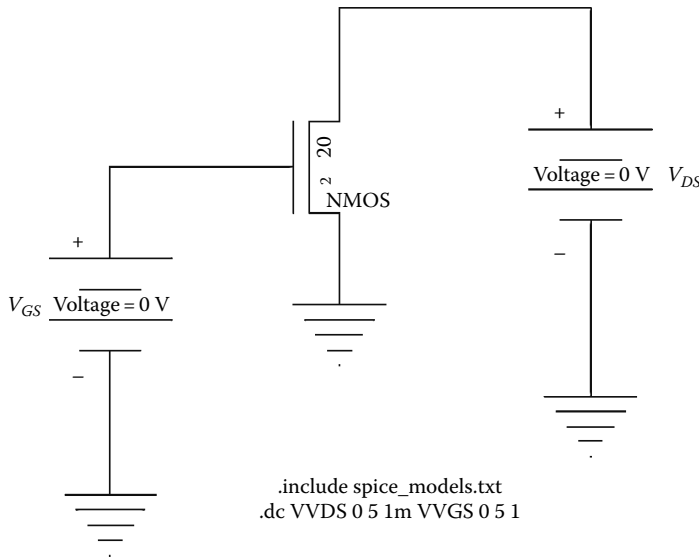 +
20
2
NMOS
+
Voltage = 0 V V_DS
−
+
V_GS Voltage = 0 V
−
.include spice_models.txt
.dc VVDS 0 5 1m VVGS 0 5 1